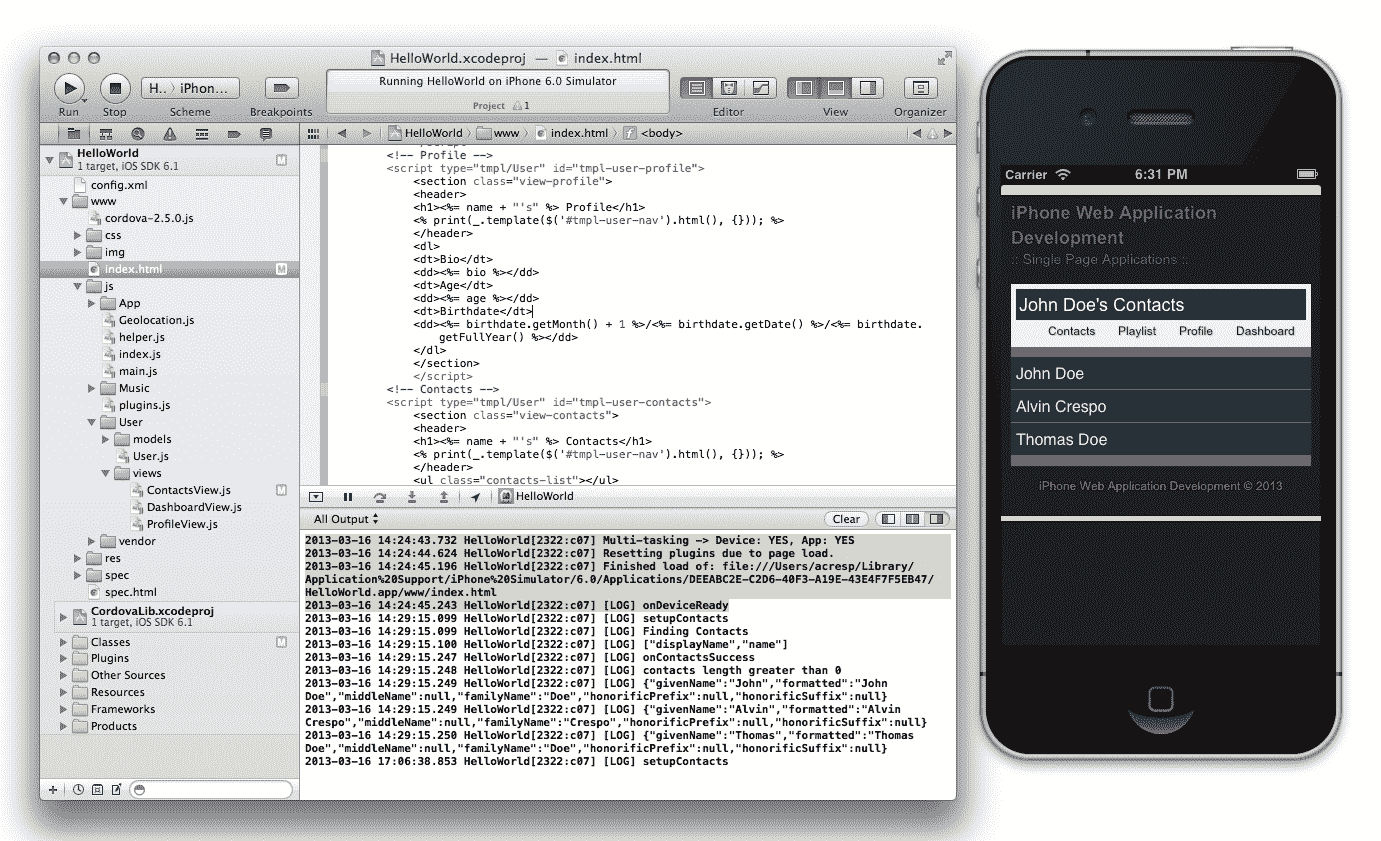 HelloWorld.xcodeproj — index.html
Running HelloWorld on iPhone 6.0 Simulator
H.. 〉 iPhon...
Project 1
Run Stop Scheme Breakpoints Editor View Organizer
HelloWorld 〉 www 〉 index.html 〉 f <body>
HelloWorld
1 target, iOS SDK 6.1
M
config.xml
www
cordova-2.5.0.js
css
img
index.html
M
js
App
Geolocation.js
helper.js
index.js
main.js
Music
plugins.js
User
models
User.js
views
ContactsView.js
M
DashboardView.js
ProfileView.js
vendor
res
spec
spec.html
CordovaLib.xcodeproj
1 target, iOS SDK 6.1
Classes
M
Plugins
Other Sources
Resources
Frameworks
Products
<!-- Profile -->
<script type="tmpl/User" id="tmpl-user-profile">
<section class="view-profile">
<header>
<h1><%= name + "'s" %> Profile</h1>
<% print(_.template($('#tmpl-user-nav').html(), {})); %>
</header>
<dl>
<dt>Bio</dt>
<dd><%= bio %></dd>
<dt>Age</dt>
<dd><%= age %></dd>
<dt>Birthdate</dt>
<dd><%= birthdate.getMonth() + 1 %>/<%= birthdate.getDate() %>/<%= birthdate.
getFullYear() %></dd>
</dl>
</section>
</script>
<!-- Contacts -->
<script type="tmpl/User" id="tmpl-user-contacts">
<section class="view-contacts">
<header>
<h1><%= name + "'s" %> Contacts</h1>
<% print(_.template($('#tmpl-user-nav').html(), {})); %>
</header>
<ul class="contacts-list"></ul>
HelloWorld
All Output
Clear
2013-03-16 14:24:43.732 HelloWorld[2322:c07] Multi-tasking -> Device: YES, App: YES
2013-03-16 14:24:44.624 HelloWorld[2322:c07] Resetting plugins due to page load.
2013-03-16 14:24:45.196 HelloWorld[2322:c07] Finished load of: file:///Users/acresp/Library/
Application%20Support/iPhone%20Simulator/6.0/Applications/DEEABC2E-C2D6-40F3-A19E-43E4F7F5EB47/
HelloWorld.app/www/index.html
2013-03-16 14:24:45.243 HelloWorld[2322:c07] [LOG] onDeviceReady
2013-03-16 14:29:15.099 HelloWorld[2322:c07] [LOG] setupContacts
2013-03-16 14:29:15.099 HelloWorld[2322:c07] [LOG] Finding Contacts
2013-03-16 14:29:15.100 HelloWorld[2322:c07] [LOG] ["displayName","name"]
2013-03-16 14:29:15.247 HelloWorld[2322:c07] [LOG] onContactsSuccess
2013-03-16 14:29:15.248 HelloWorld[2322:c07] [LOG] contacts length greater than 0
2013-03-16 14:29:15.249 HelloWorld[2322:c07] [LOG] {"givenName":"John","formatted":"John
Doe","middleName":null,"familyName":"Doe","honorificPrefix":null,"honorificSuffix":null}
2013-03-16 14:29:15.249 HelloWorld[2322:c07] [LOG] {"givenName":"Alvin","formatted":"Alvin
Crespo","middleName":null,"familyName":"Crespo","honorificPrefix":null,"honorificSuffix":null}
2013-03-16 14:29:15.250 HelloWorld[2322:c07] [LOG] {"givenName":"Thomas","formatted":"Thomas
Doe","middleName":null,"familyName":"Doe","honorificPrefix":null,"honorificSuffix":null}
2013-03-16 17:06:38.853 HelloWorld[2322:c07] [LOG] setupContacts
Carrier 6:31 PM
iPhone Web Application
Development
:: Single Page Applications ::
John Doe's Contacts
Contacts Playlist Profile Dashboard
John Doe
Alvin Crespo
Thomas Doe
iPhone Web Application Development © 2013